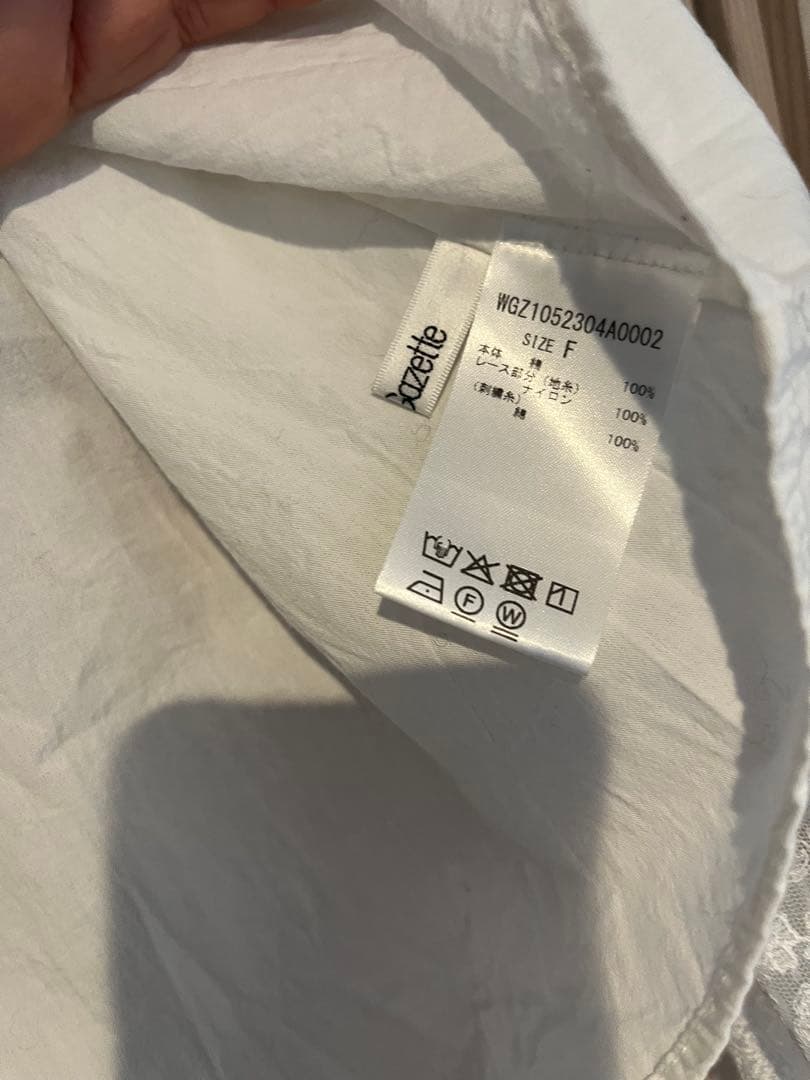 Gazette
WGZ1052304A0002
SIZE F
本体 綿 100%
レース部分(地糸)
ナイロン 100%
(刺繍糸)
綿 100%
F
W